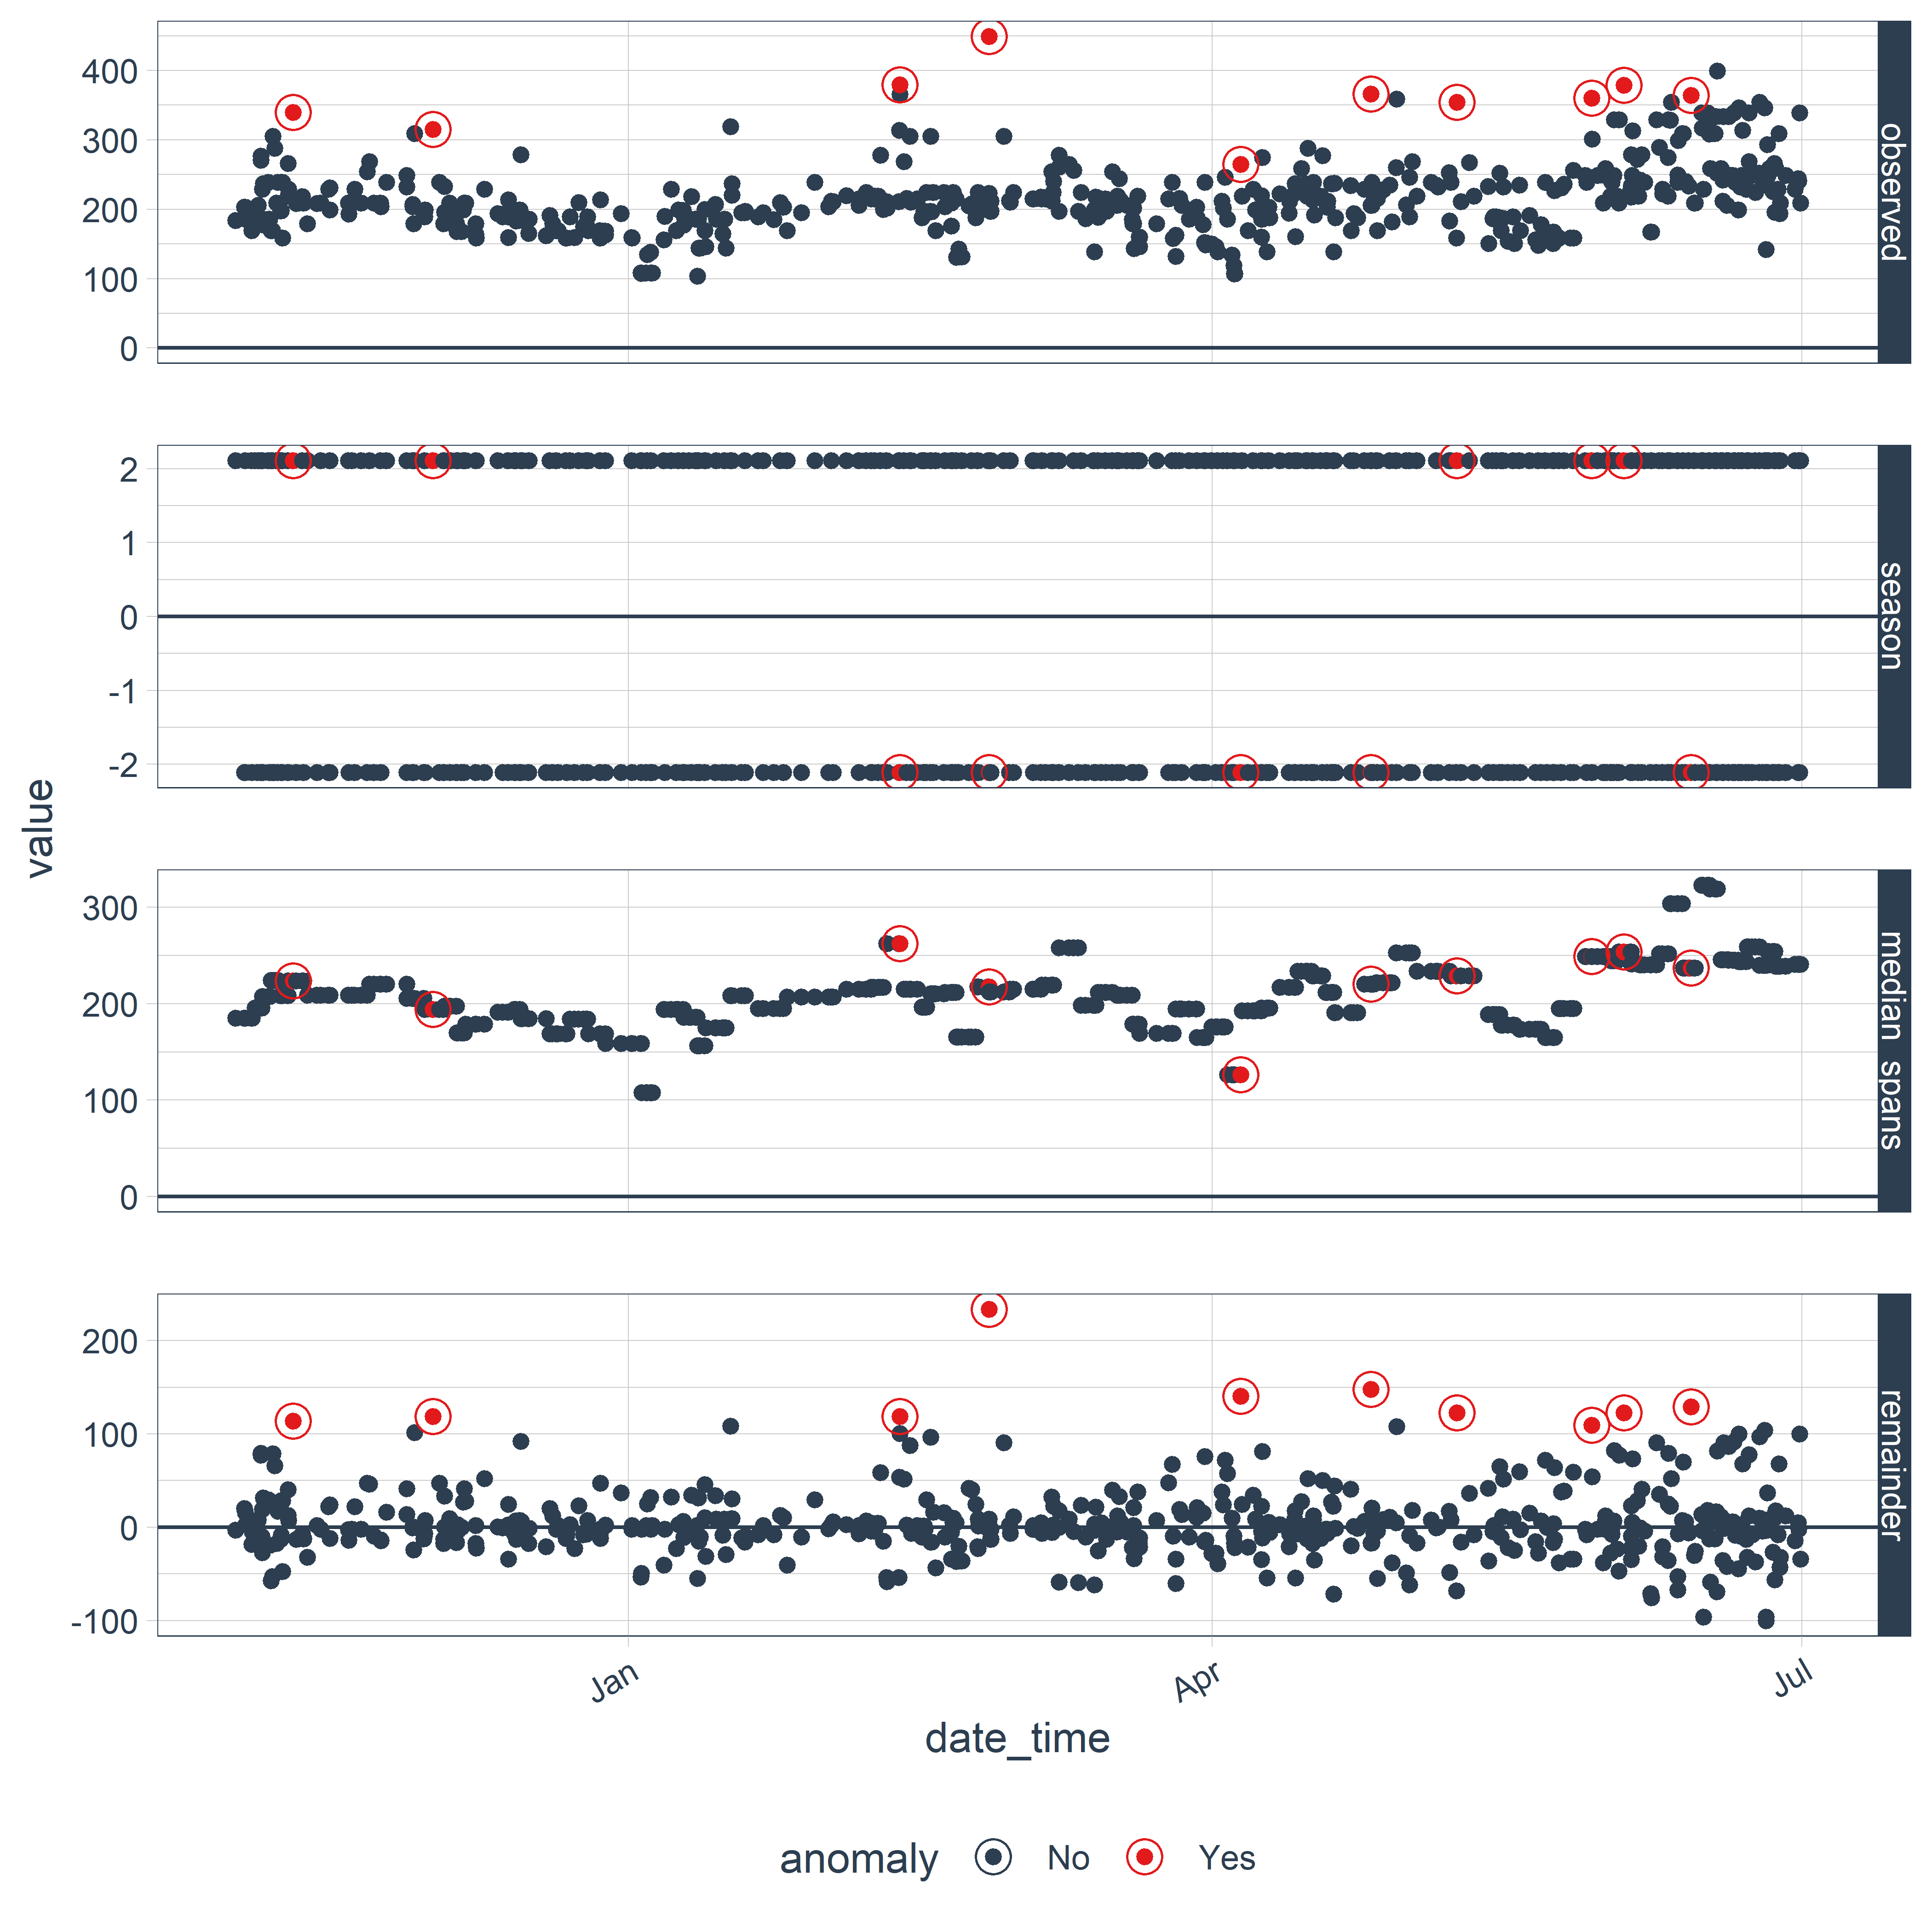 value
400
300
200
100
0
observed
2
1
0
-1
-2
season
300
200
100
0
median_spans
200
100
0
-100
remainder
Jan
Apr
Jul
date_time
anomaly No Yes